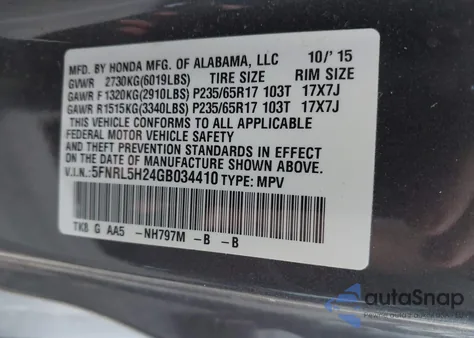 MFD. BY HONDA MFG. OF ALABAMA, LLC 10/'15
GVWR 2730KG(6019LBS) TIRE SIZE RIM SIZE
GAWR F 1320KG(2910LBS) P235/65R17 103T 17X7J
GAWR R1515KG(3340LBS) P235/65R17 103T 17X7J
THIS VEHICLE CONFORMS TO ALL APPLICABLE
FEDERAL MOTOR VEHICLE SAFETY, BUMPER,
AND THEFT PREVENTION STANDARDS IN EFFECT
ON THE DATE OF MANUFACTURE SHOWN ABOVE.
V.I.N.: 5FNRL5H24GB034410 TYPE: MPV
TK8 G AA5 -NH797M -B -B
autoSnap